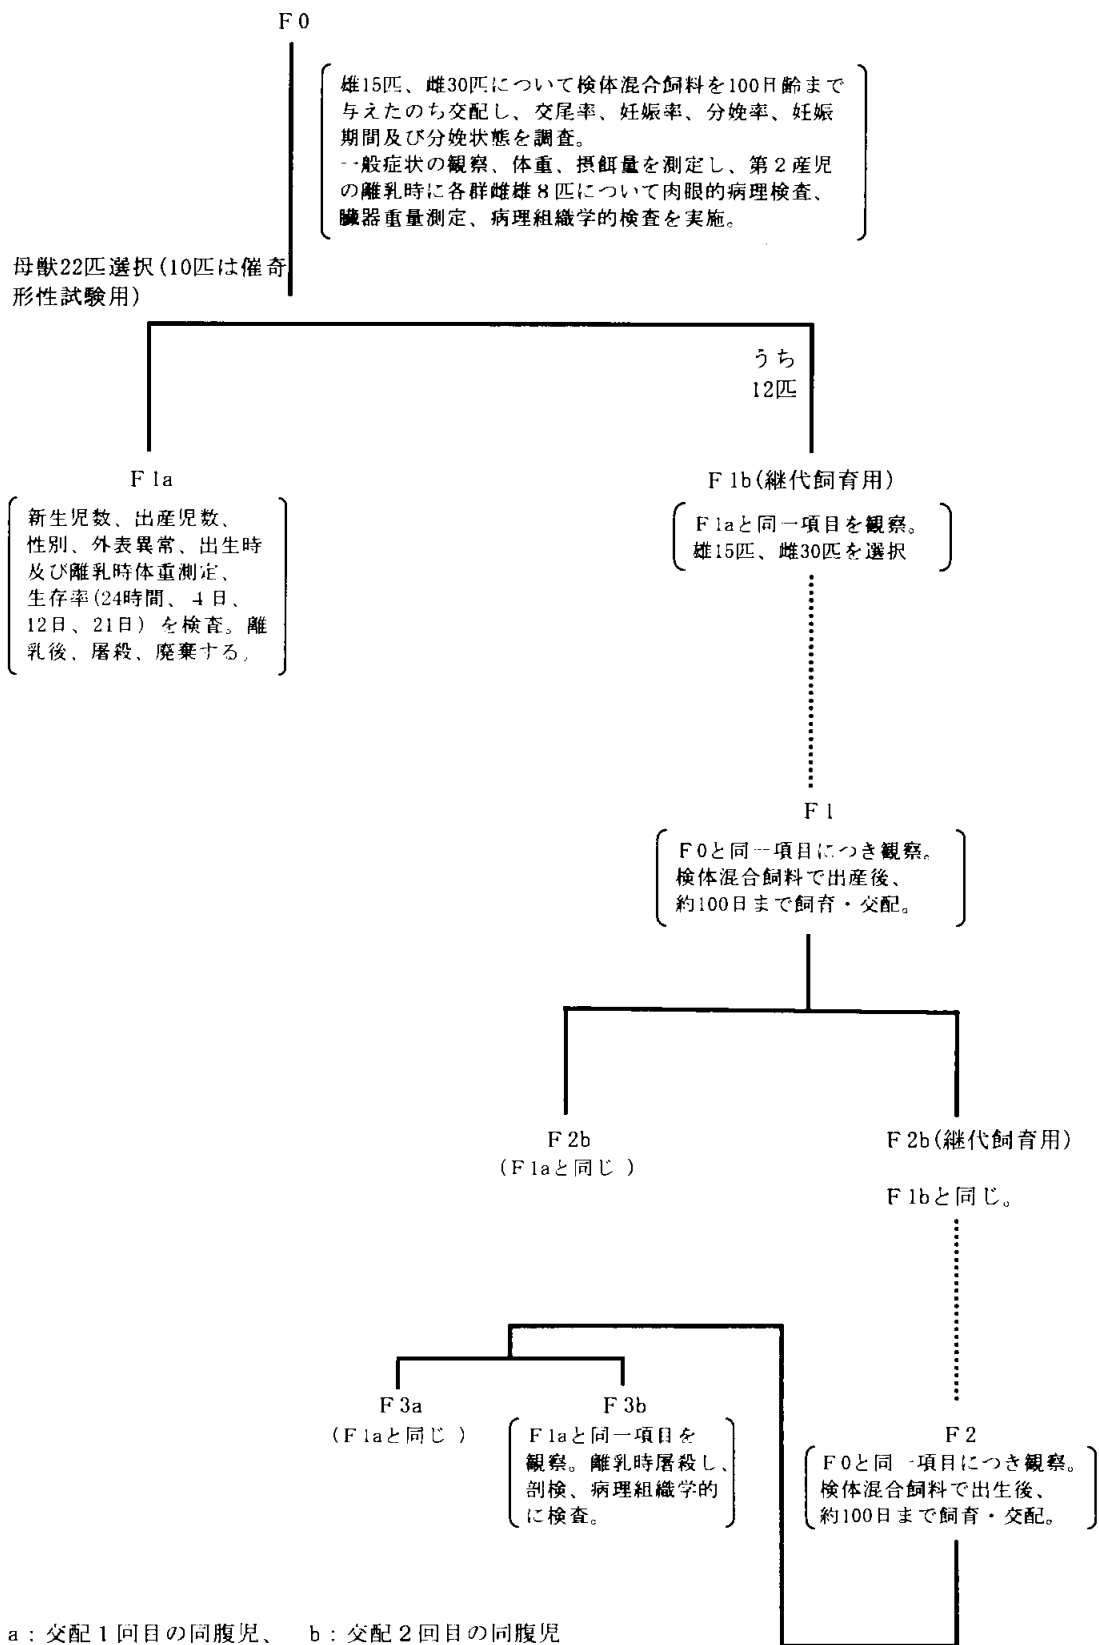 F0
雄15匹、雌30匹について検体混合飼料を100日齢まで
与えたのち交配し、交尾率、妊娠率、分娩率、妊娠
期間及び分娩状態を調査。
一般症状の観察、体重、摂餌量を測定し、第2産児
の離乳時に各群雌雄8匹について肉眼的病理検査、
臓器重量測定、病理組織学的検査を実施。
母獣22匹選択(10匹は催奇
形性試験用)
うち
12匹
F1a
新生児数、出産児数、
性別、外表異常、出生時
及び離乳時体重測定、
生存率(24時間、4日、
12日、21日)を検査。離
乳後、屠殺、廃棄する。
F1b(継代飼育用)
F1aと同一項目を観察。
雄15匹、雌30匹を選択
F1
F0と同一項目につき観察。
検体混合飼料で出産後、
約100日まで飼育・交配。
F2b
(F1aと同じ)
F2b(継代飼育用)
F1bと同じ。
F3a
(F1aと同じ)
F3b
F1aと同一項目を
観察。離乳時屠殺し、
剖検、病理組織学的
に検査。
F2
F0と同一項目につき観察。
検体混合飼料で出生後、
約100日まで飼育・交配。
a:交配1回目の同腹児、 b:交配2回目の同腹児